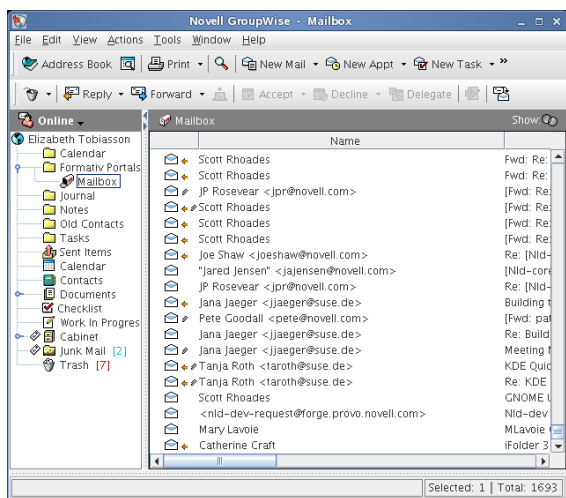 Novell GroupWise - Mailbox
File Edit View Actions Tools Window Help
Address Book Print New Mail New Appt New Task »
Reply Forward Accept Decline Delegate
Online Mailbox Show:
Elizabeth Tobiasson
Calendar
Formativ Portals
Mailbox
Journal
Notes
Old Contacts
Tasks
Sent Items
Calendar
Contacts
Documents
Checklist
Work In Progres
Cabinet
Junk Mail [2]
Trash [7]
Name
Scott Rhoades Fwd: Re:
Scott Rhoades Fwd: Re:
JP Rosevear <jpr@novell.com> [Fwd: Re:
Scott Rhoades [Fwd: Re:
Scott Rhoades [Fwd: Re:
Scott Rhoades [Fwd: Re:
Joe Shaw <joeshaw@novell.com> Re: [Nld-
"Jared Jensen" <jajensen@novell.com> [Nld-core
JP Rosevear <jpr@novell.com> Re: [Nld-
Jana Jaeger <jjaeger@suse.de> Building t
Pete Goodall <pete@novell.com> [Fwd: pat
Jana Jaeger <jjaeger@suse.de> Re: Build
Jana Jaeger <jjaeger@suse.de> Meeting
Tanja Roth <taroth@suse.de> KDE Quic
Tanja Roth <taroth@suse.de> Re: KDE
Scott Rhoades GNOME
<nld-dev-request@forge.provo.novell.com> Nld-dev
Mary Lavoie MLavoie
Catherine Craft iFolder 3
Selected: 1 Total: 1693